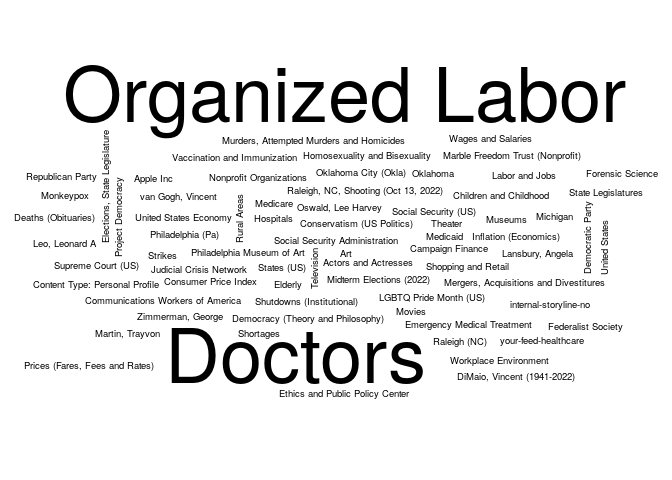 Organized Labor
Murders, Attempted Murders and Homicides
Wages and Salaries
Vaccination and Immunization
Homosexuality and Bisexuality
Marble Freedom Trust (Nonprofit)
Elections, State Legislature
Republican Party
Project Democracy
Apple Inc
Nonprofit Organizations
Oklahoma City (Okla)
Oklahoma
Labor and Jobs
Forensic Science
Monkeypox
van Gogh, Vincent
Raleigh, NC, Shooting (Oct 13, 2022)
Children and Childhood
State Legislatures
Rural Areas
Medicare
Oswald, Lee Harvey
Social Security (US)
Democratic Party
United States
Deaths (Obituaries)
United States Economy
Hospitals
Conservatism (US Politics)
Theater
Museums
Michigan
Leo, Leonard A
Philadelphia (Pa)
Social Security Administration
Medicaid
Inflation (Economics)
Strikes
Philadelphia Museum of Art
Television
Art
Campaign Finance
Lansbury, Angela
Supreme Court (US)
Judicial Crisis Network
States (US)
Actors and Actresses
Shopping and Retail
Content Type: Personal Profile
Consumer Price Index
Elderly
Midterm Elections (2022)
Mergers, Acquisitions and Divestitures
Communications Workers of America
Shutdowns (Institutional)
LGBTQ Pride Month (US)
internal-storyline-no
Zimmerman, George
Democracy (Theory and Philosophy)
Movies
Emergency Medical Treatment
Federalist Society
Martin, Trayvon
Shortages
Raleigh (NC)
your-feed-healthcare
Doctors
Prices (Fares, Fees and Rates)
Workplace Environment
DiMaio, Vincent (1941-2022)
Ethics and Public Policy Center